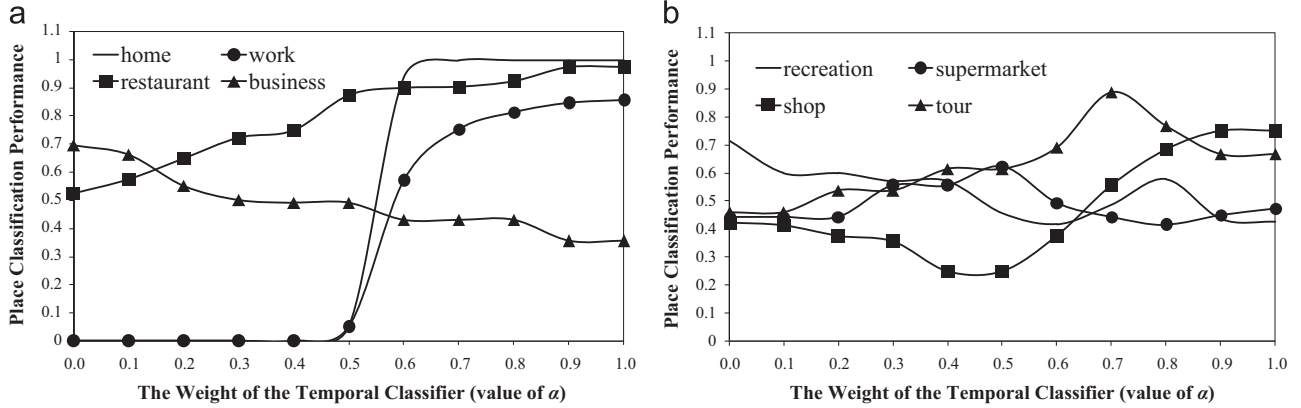 a
Place Classification Performance
1.1
1
0.9
0.8
0.7
0.6
0.5
0.4
0.3
0.2
0.1
0
home work
restaurant business
0.0 0.1 0.2 0.3 0.4 0.5 0.6 0.7 0.8 0.9 1.0
The Weight of the Temporal Classifier (value of α)
b
Place Classification Performance
1.1
1
0.9
0.8
0.7
0.6
0.5
0.4
0.3
0.2
0.1
0
recreation supermarket
shop tour
0.0 0.1 0.2 0.3 0.4 0.5 0.6 0.7 0.8 0.9 1.0
The Weight of the Temporal Classifier (value of α)